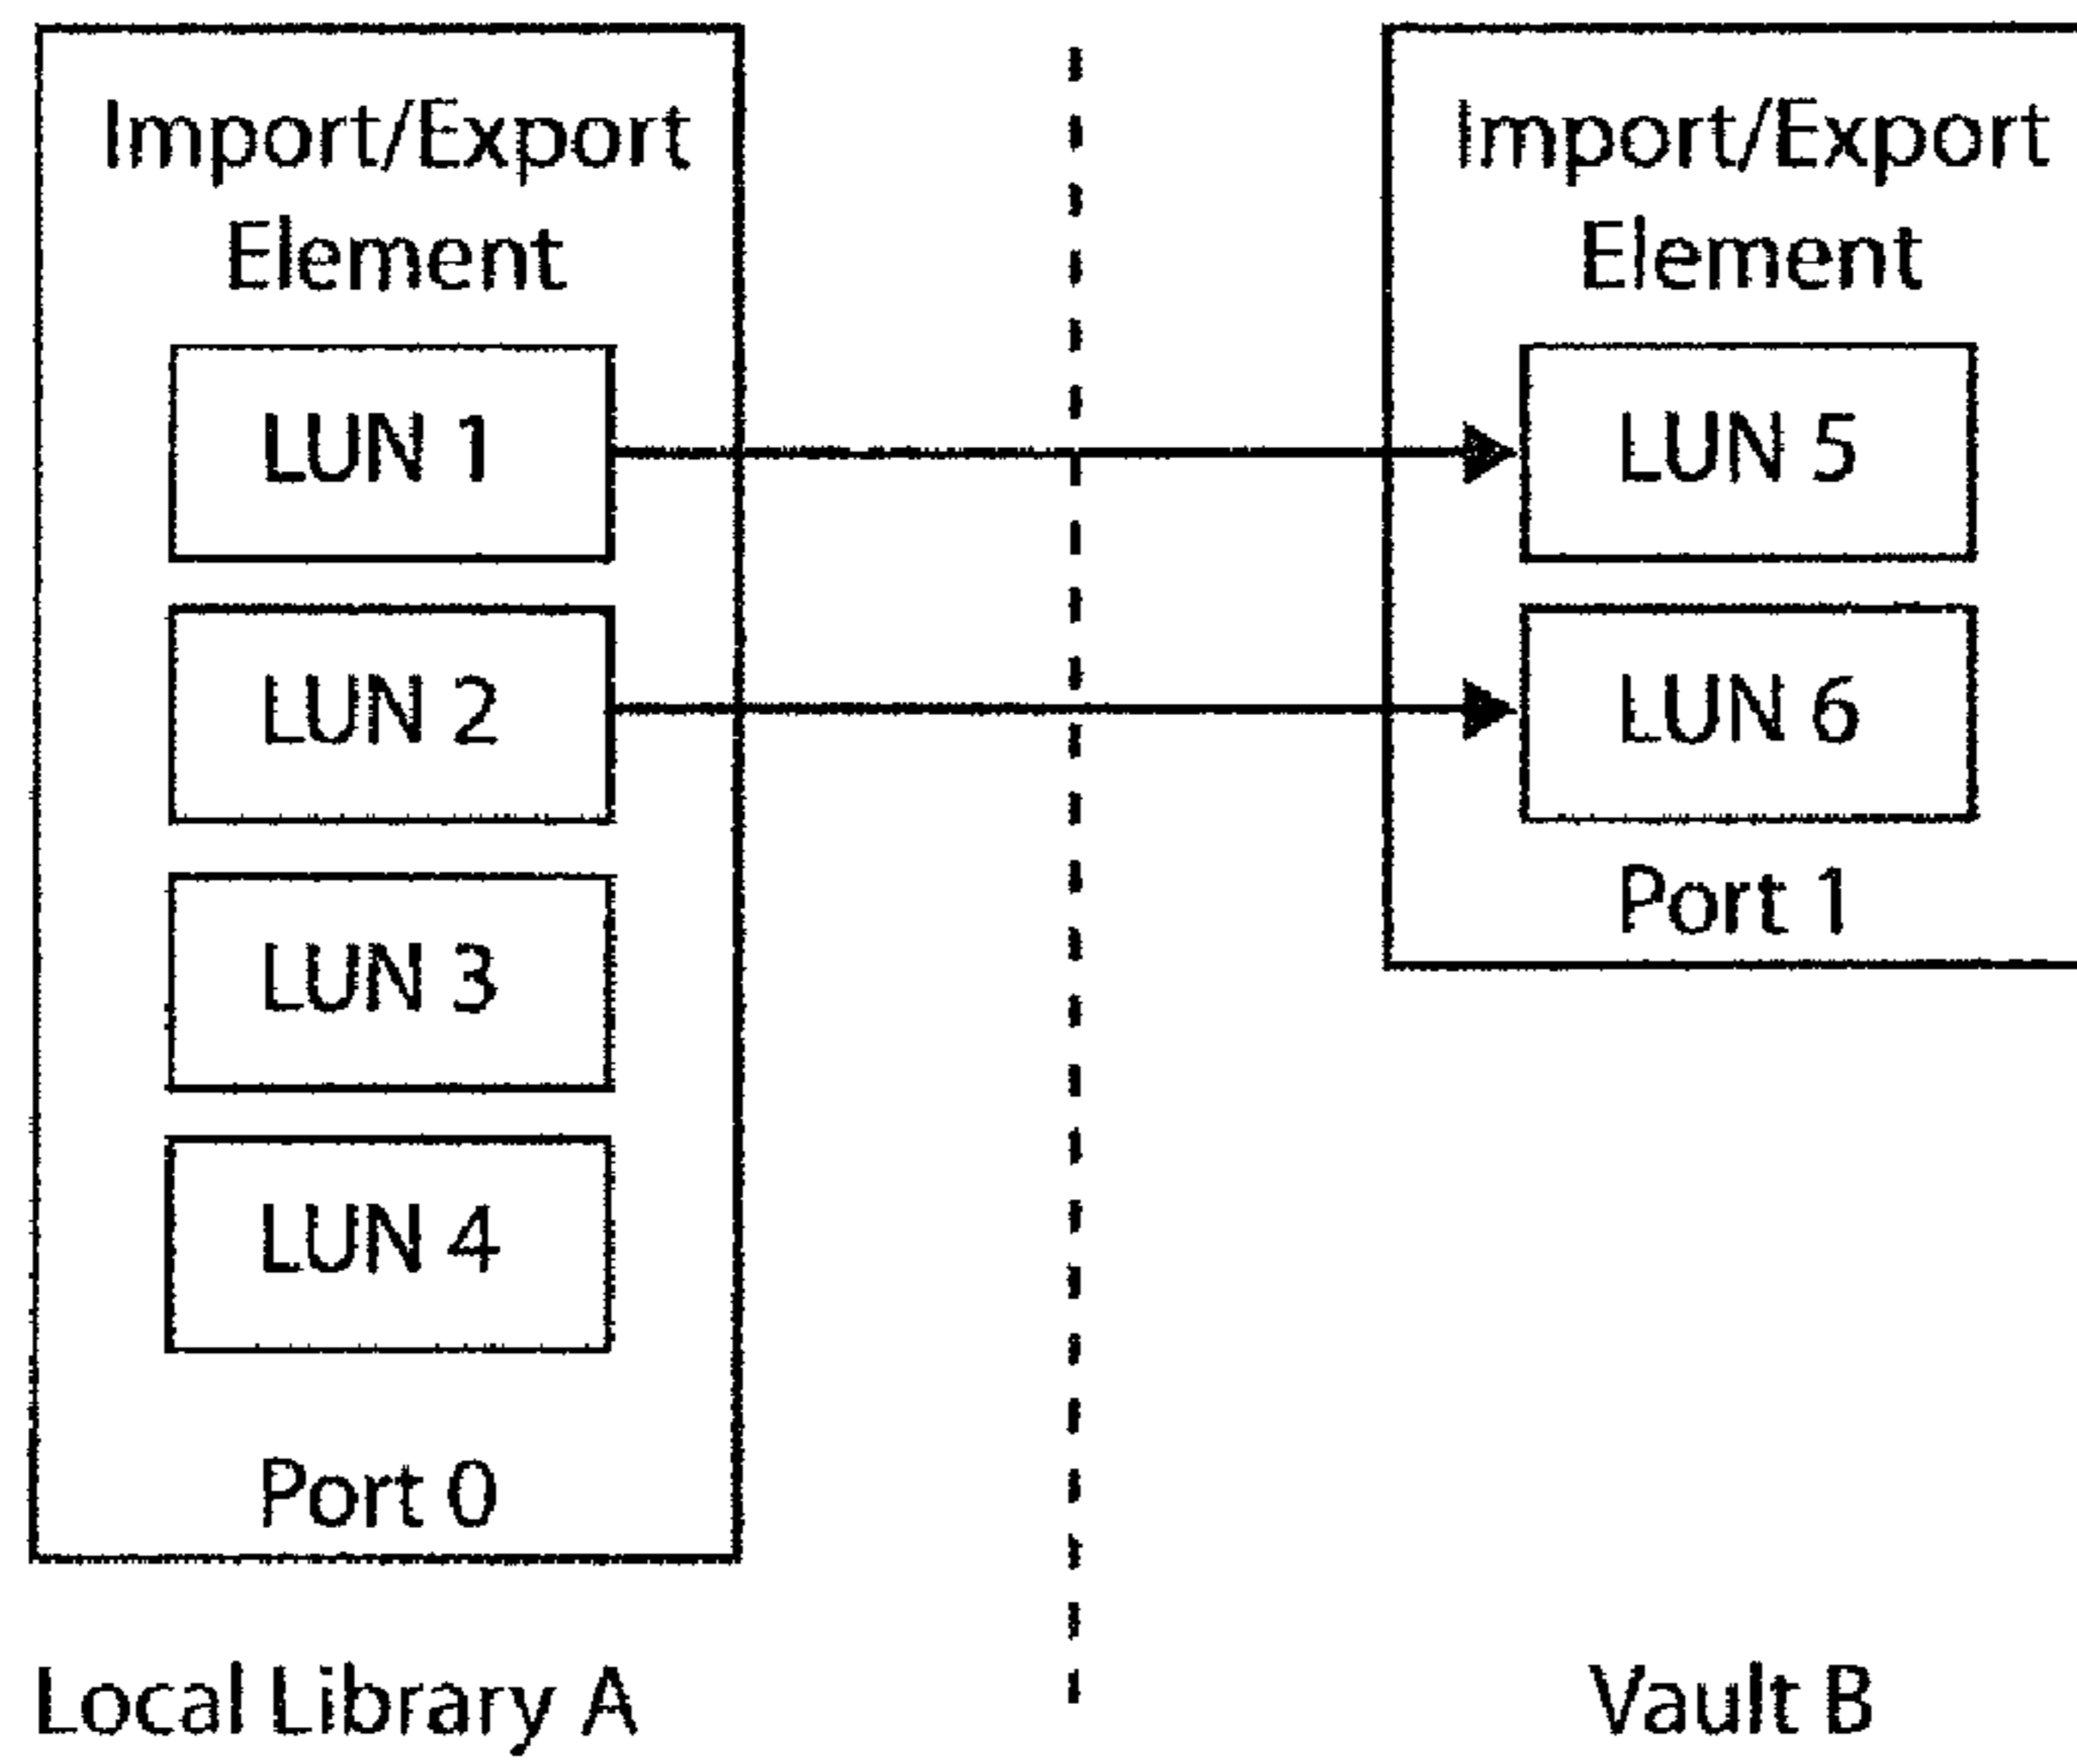 Import/Export
Element
LUN 1
LUN 2
LUN 3
LUN 4
Port 0
Local Library A
Import/Export
Element
LUN 5
LUN 6
Port 1
Vault B